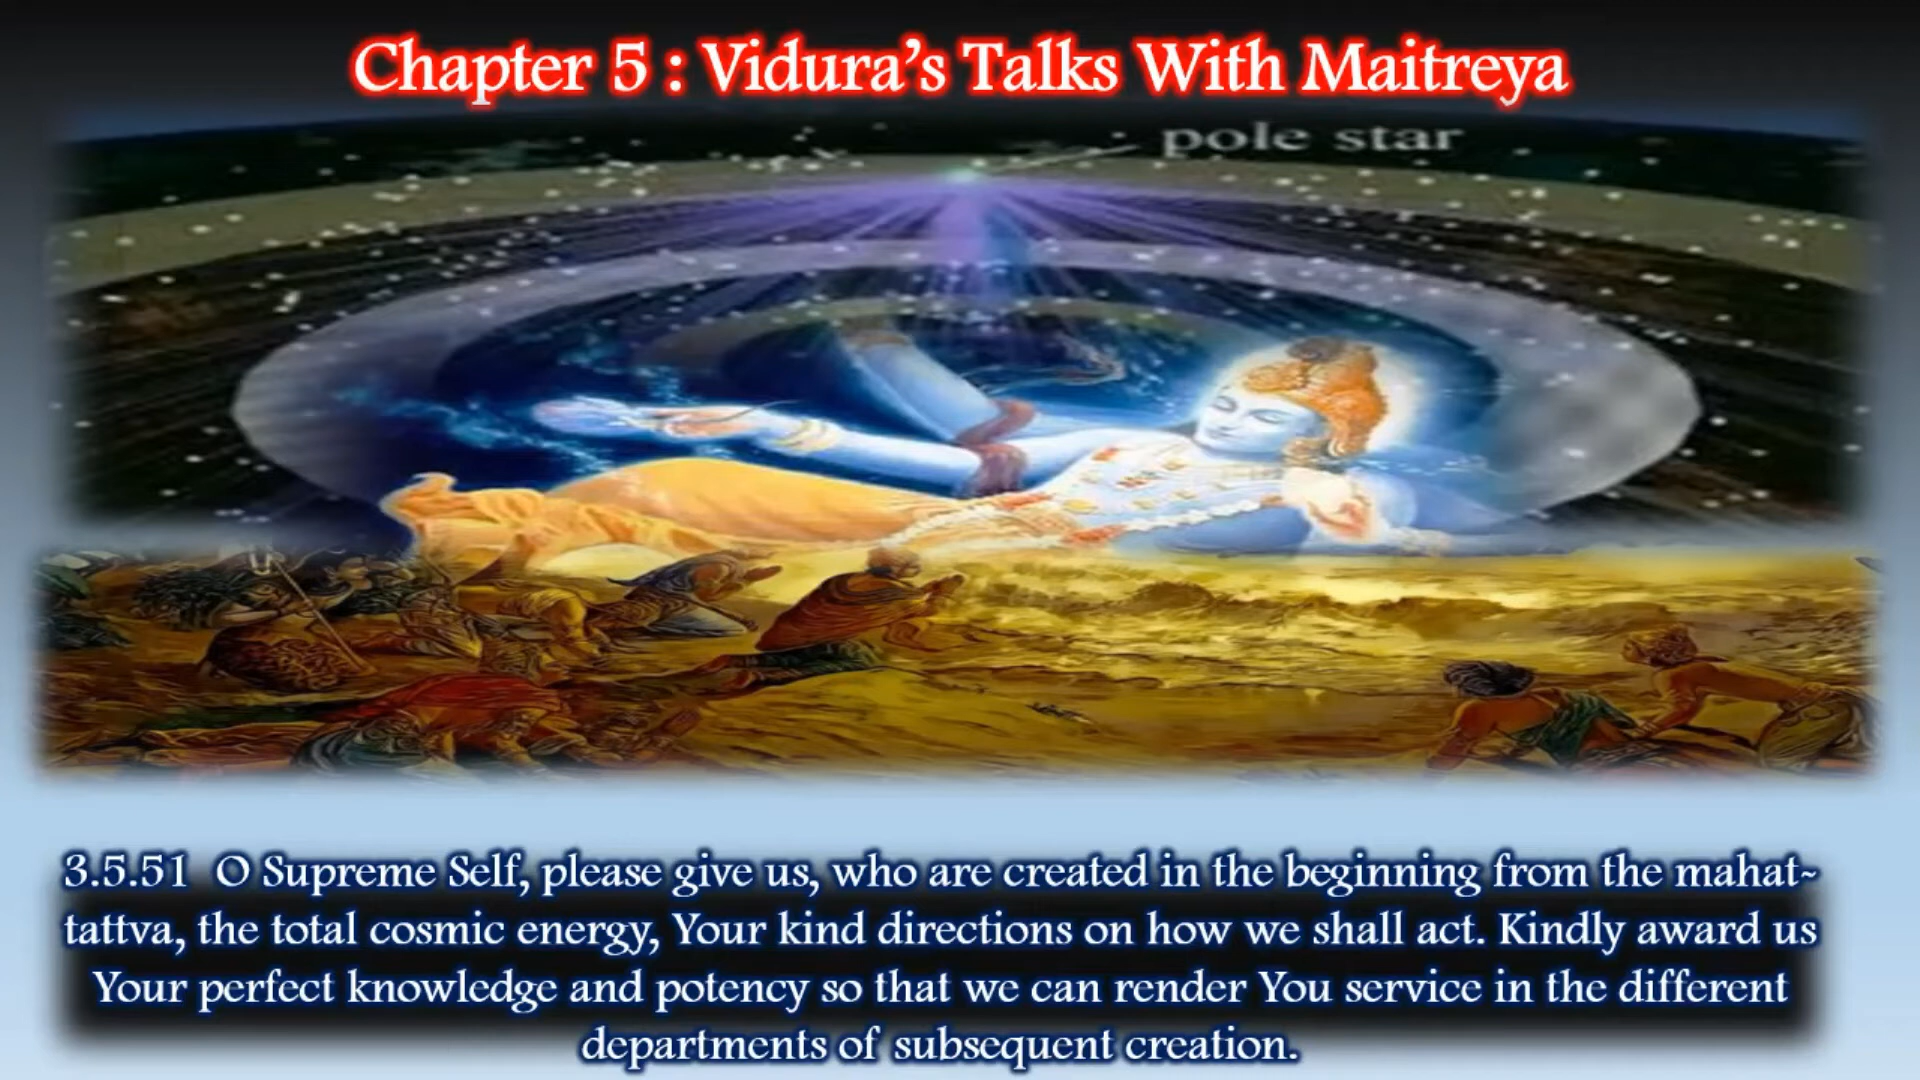 Chapter 5 : Vidura's Talks With Maitreya
pole star
3.5.51 O Supreme Self, please give us, who are created in the beginning from the mahat-
tattva, the total cosmic energy, Your kind directions on how we shall act. Kindly award us
Your perfect knowledge and potency so that we can render You service in the different
departments of subsequent creation.